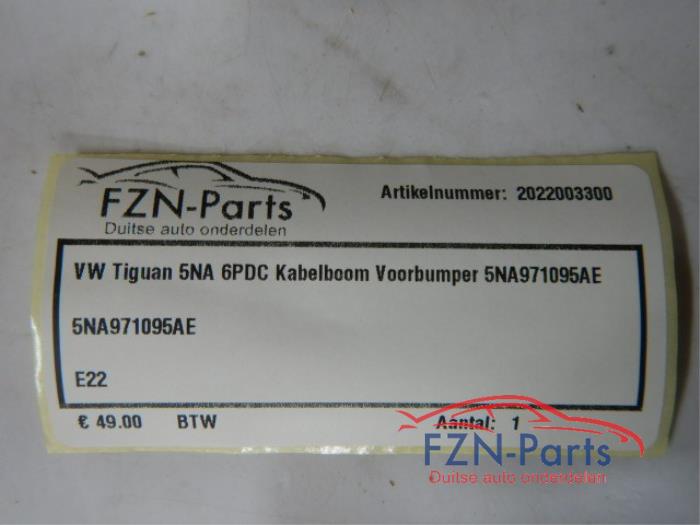 FZN-Parts
Duitse auto onderdelen
Artikelnummer: 2022003300
VW Tiguan 5NA 6PDC Kabelboom Voorbumper 5NA971095AE
5NA971095AE
E22
€ 49.00 BTW Aantal: 1
FZN-Parts
Duitse auto onderdelen